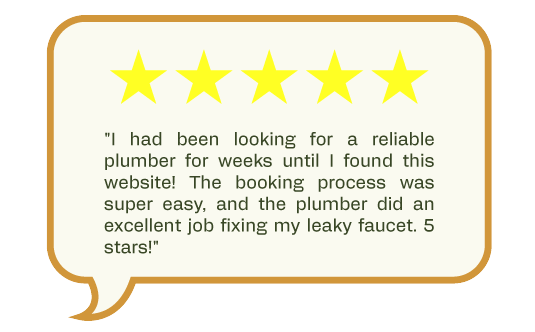 "I had been looking for a reliable
plumber for weeks until I found this
website! The booking process was
super easy, and the plumber did an
excellent job fixing my leaky faucet. 5
stars!"